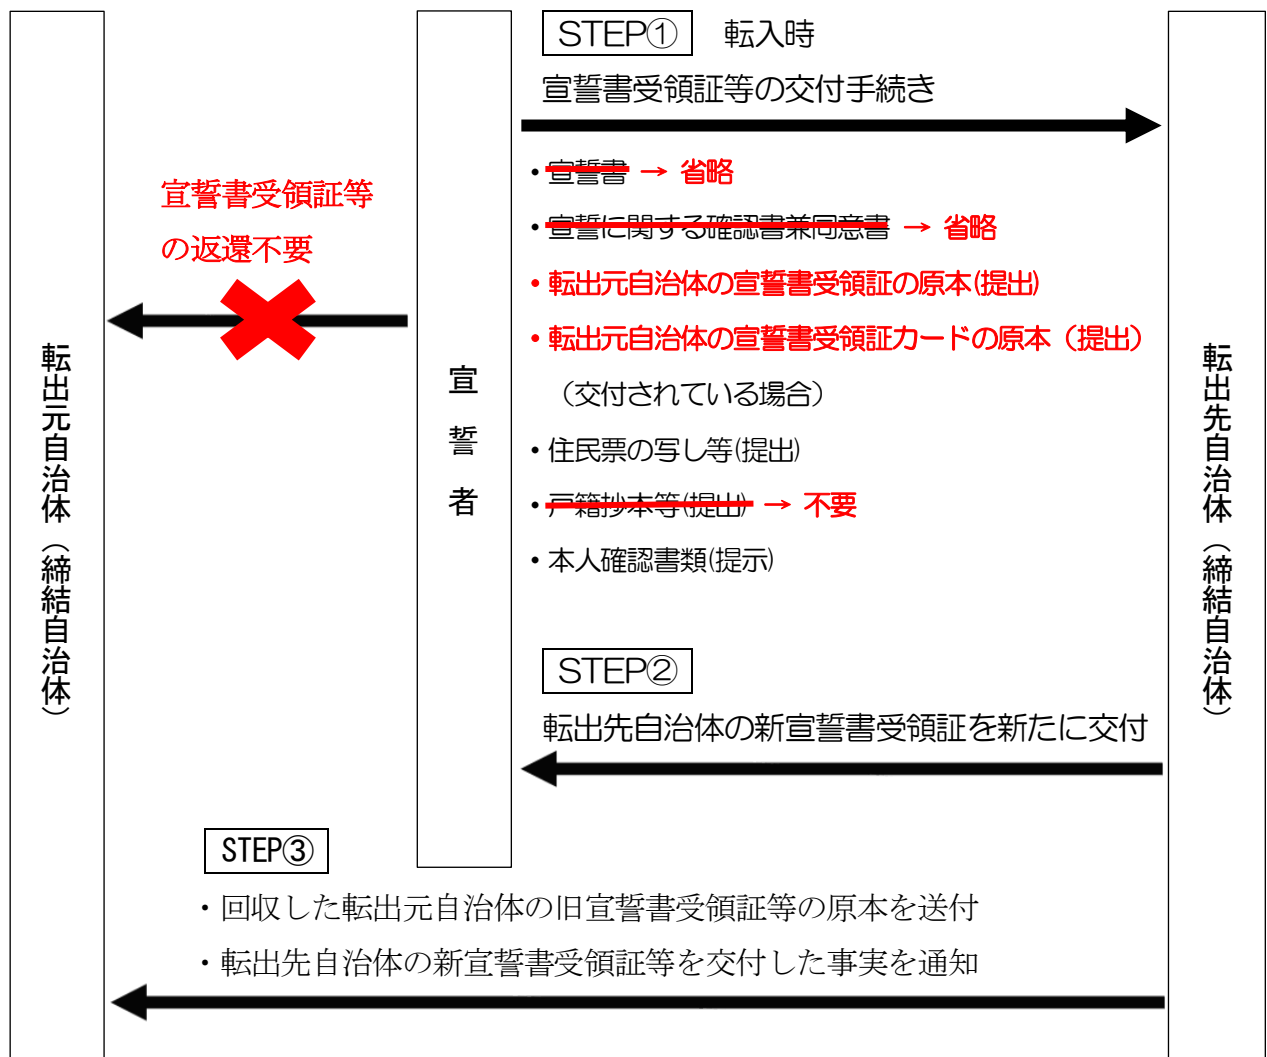 STEP① 転入時
宣誓書受領証等の交付手続き
・宣誓書 → 省略
・宣誓に関する確認書兼同意書 → 省略
・転出元自治体の宣誓書受領証の原本(提出)
・転出元自治体の宣誓書受領証カードの原本（提出）
（交付されている場合）
・住民票の写し等(提出)
・戸籍抄本等(提出) → 不要
・本人確認書類(提示)
宣誓書受領証等
の返還不要
転出元自治体（締結自治体）
宣誓者
転出先自治体（締結自治体）
STEP②
転出先自治体の新宣誓書受領証を新たに交付
STEP③
・回収した転出元自治体の旧宣誓書受領証等の原本を送付
・転出先自治体の新宣誓書受領証等を交付した事実を通知